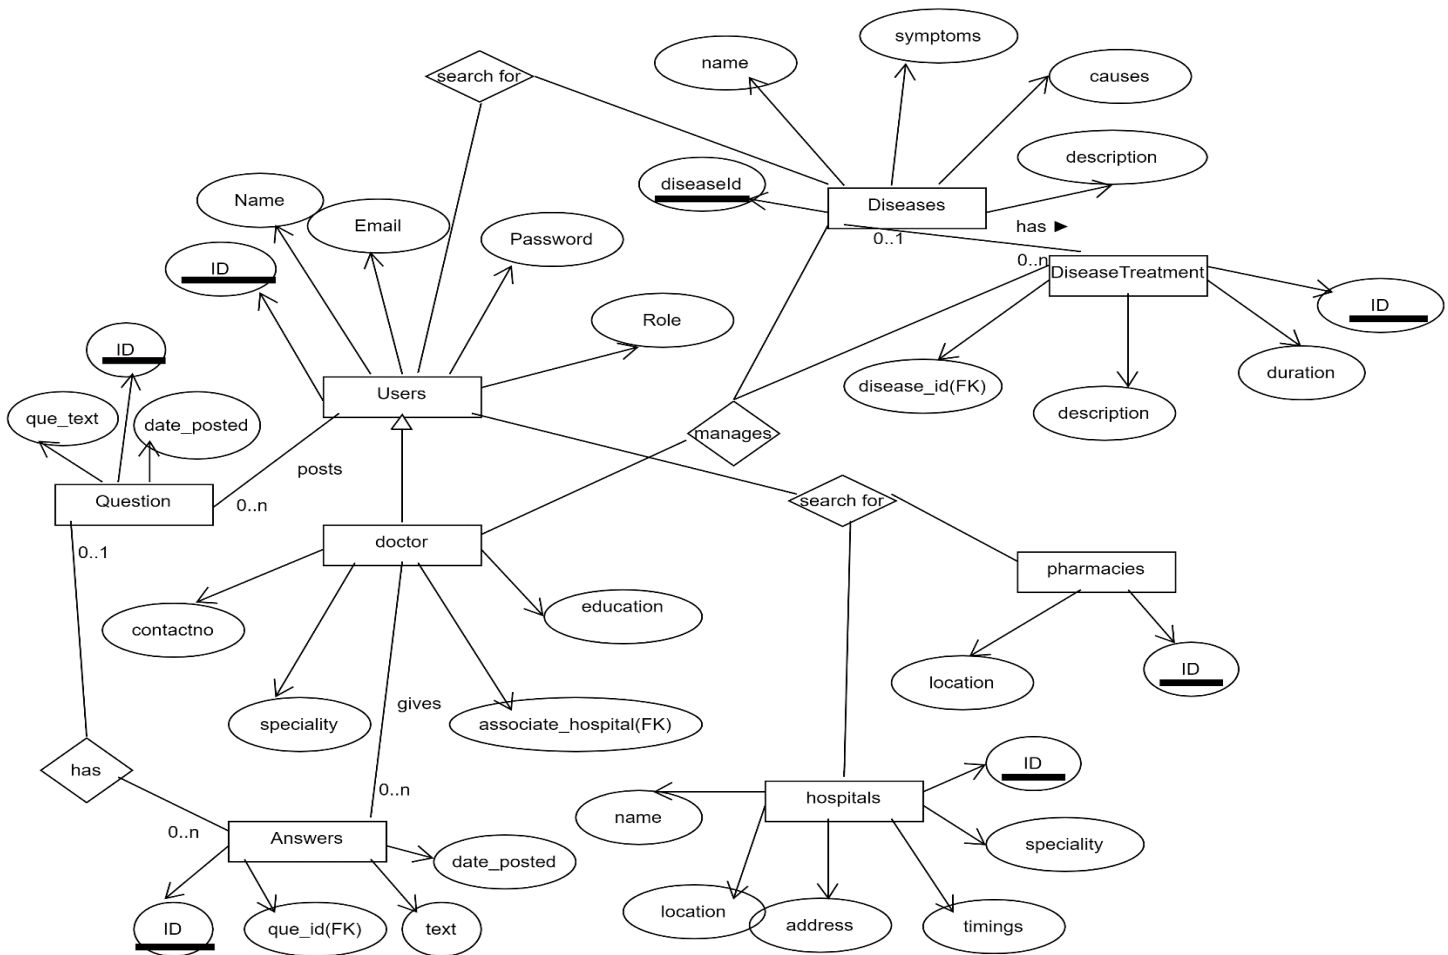 symptoms
name
search for
causes
description
diseaseId
Diseases
Name
Email
has ►
0..1
Password
0..n
ID
DiseaseTreatment
ID
Role
ID
disease_id(FK)
duration
Users
que_text
date_posted
description
manages
posts
Question
0..n
search for
0..1
doctor
pharmacies
education
contactno
location
ID
gives
speciality
associate_hospital(FK)
ID
has
0..n
hospitals
name
0..n
Answers
speciality
date_posted
location
address
timings
ID
que_id(FK)
text